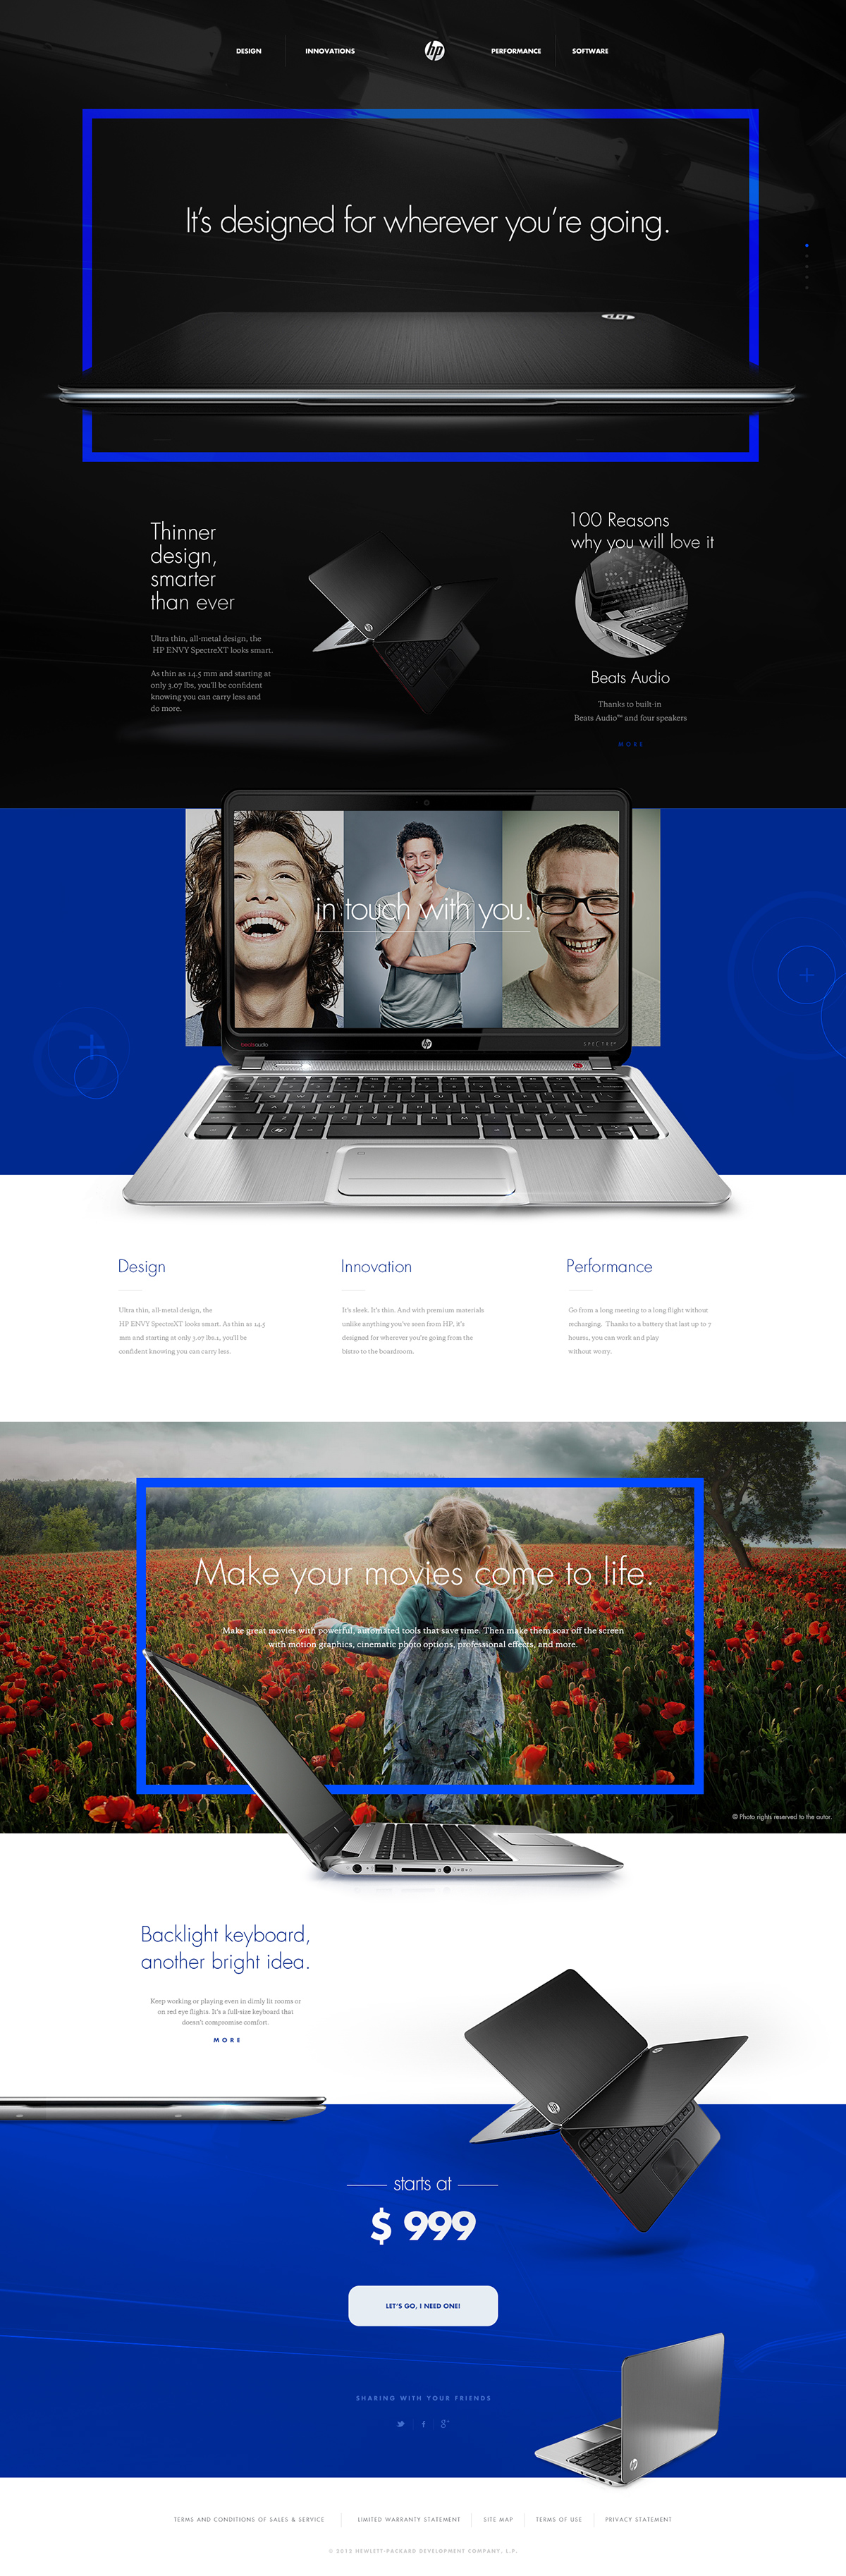 DESIGN
INNOVATIONS
hp
PERFORMANCE
SOFTWARE
It's designed for wherever you're going.
Thinner
design,
smarter
than ever
Ultra thin, all-metal design, the
HP ENVY SpectreXT looks smart.
As thin as 14.5 mm and starting at
only 3.07 lbs, you'll be confident
knowing you can carry less and
do more.
100 Reasons
why you will love it
Beats Audio
Thanks to built-in
Beats Audio™ and four speakers
MORE
in touch with you.
beatsaudio
hp
SPECTRE
Design
Ultra thin, all-metal design, the
HP ENVY SpectreXT looks smart. As thin as 14.5
mm and starting at only 3.07 lbs.1, you'll be
confident knowing you can carry less.
Innovation
It's sleek. It's thin. And with premium materials
unlike anything you've seen from HP, it's
designed for wherever you're going from the
bistro to the boardroom.
Performance
Go from a long meeting to a long flight without
recharging. Thanks to a battery that last up to 7
hours1, you can work and play
without worry.
Make your movies come to life.
Make great movies with powerful, automated tools that save time. Then make them soar off the screen
with motion graphics, cinematic photo options, professional effects, and more.
© Photo rights reserved to the autor.
Backlight keyboard,
another bright idea.
Keep working or playing even in dimly lit rooms or
on red eye flights. It's a full-size keyboard that
doesn't compromise comfort.
MORE
starts at
$ 999
LET'S GO, I NEED ONE!
SHARING WITH YOUR FRIENDS
TERMS AND CONDITIONS OF SALES & SERVICE
LIMITED WARRANTY STATEMENT
SITE MAP
TERMS OF USE
PRIVACY STATEMENT
© 2012 HEWLETT-PACKARD DEVELOPMENT COMPANY, L.P.